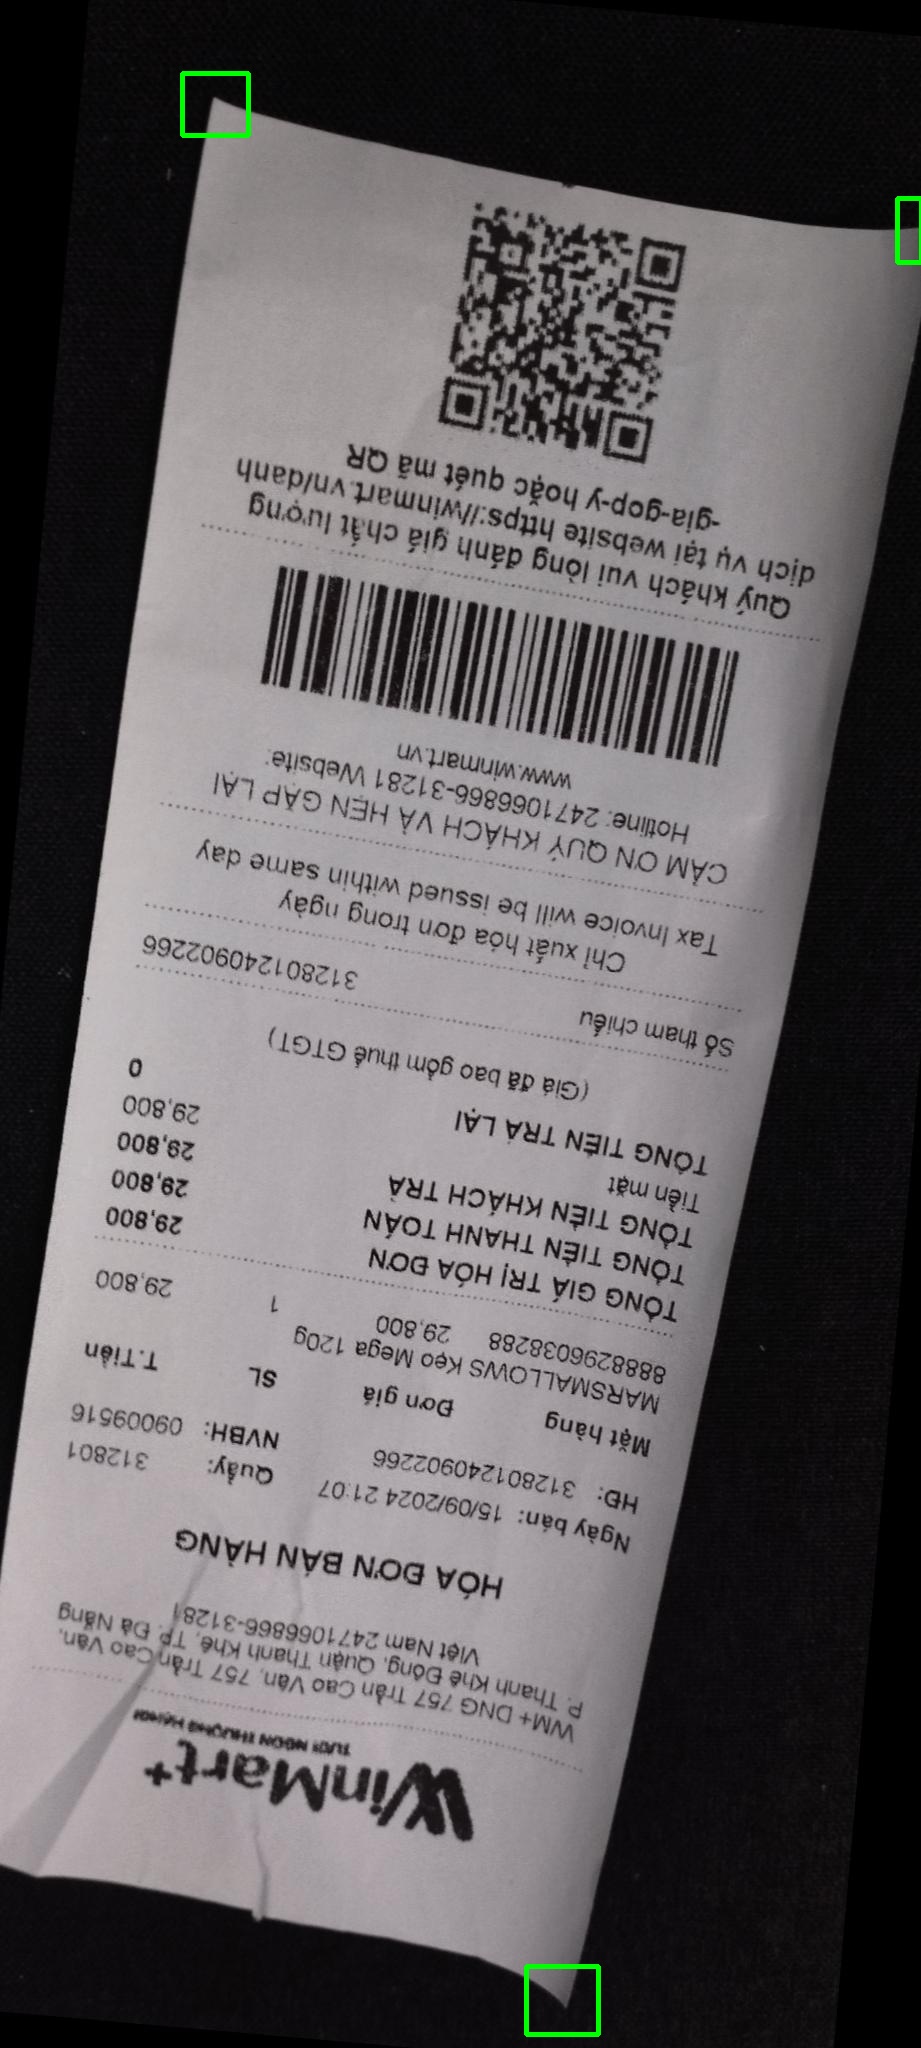 WinMart+
TƯƠI NGON THƯỢNG HẠNG
WM+ DNG 757 Trần Cao Vân, 757 Trần Cao Vân,
P. Thanh Khê Đông, Quận Thanh Khê, TP. Đà Nẵng
Việt Nam 2471066866-31281
HÓA ĐƠN BÁN HÀNG
Ngày bán: 15/09/2024 21:07 Quầy: 312801
HĐ: 312801240902266 NVBH: 09009516
Mặt hàng Đơn giá SL T.Tiền
MARSMALLOWS Kẹo Mega 120g
8888296038288 29,800 1 29,800
TỔNG GIÁ TRỊ HÓA ĐƠN 29,800
TỔNG TIỀN THANH TOÁN 29,800
TỔNG TIỀN KHÁCH TRẢ 29,800
Tiền mặt 29,800
TỔNG TIỀN TRẢ LẠI 0
(Giá đã bao gồm thuế GTGT)
Số tham chiếu 312801240902266
Chỉ xuất hóa đơn trong ngày
Tax Invoice will be issued within same day
CẢM ƠN QUÝ KHÁCH VÀ HẸN GẶP LẠI
Hotline: 2471066866-31281 Website:
www.winmart.vn
Quý khách vui lòng đánh giá chất lượng
dịch vụ tại website https://winmart.vn/danh
-gia-gop-y hoặc quét mã QR